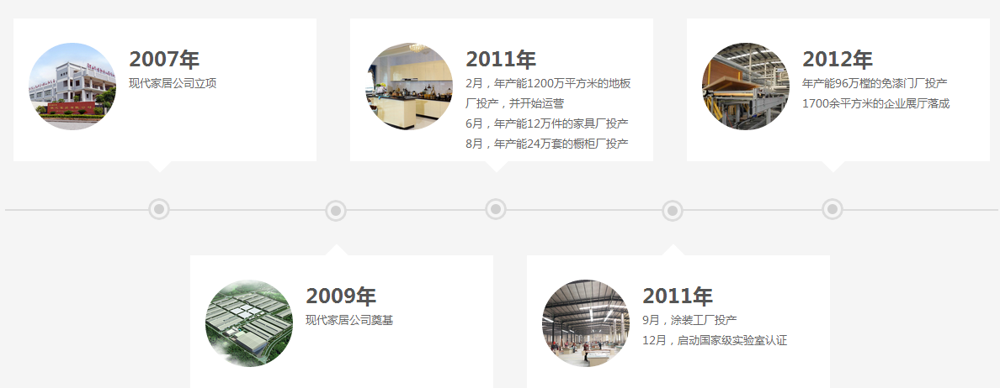 2007年
现代家居公司立项
2011年
2月，年产能1200万平方米的地板
厂投产，并开始运营
6月，年产能12万件的家具厂投产
8月，年产能24万套的橱柜厂投产
2012年
年产能96万樘的免漆门厂投产
1700余平方米的企业展厅落成
2009年
现代家居公司奠基
2011年
9月，涂装工厂投产
12月，启动国家级实验室认证